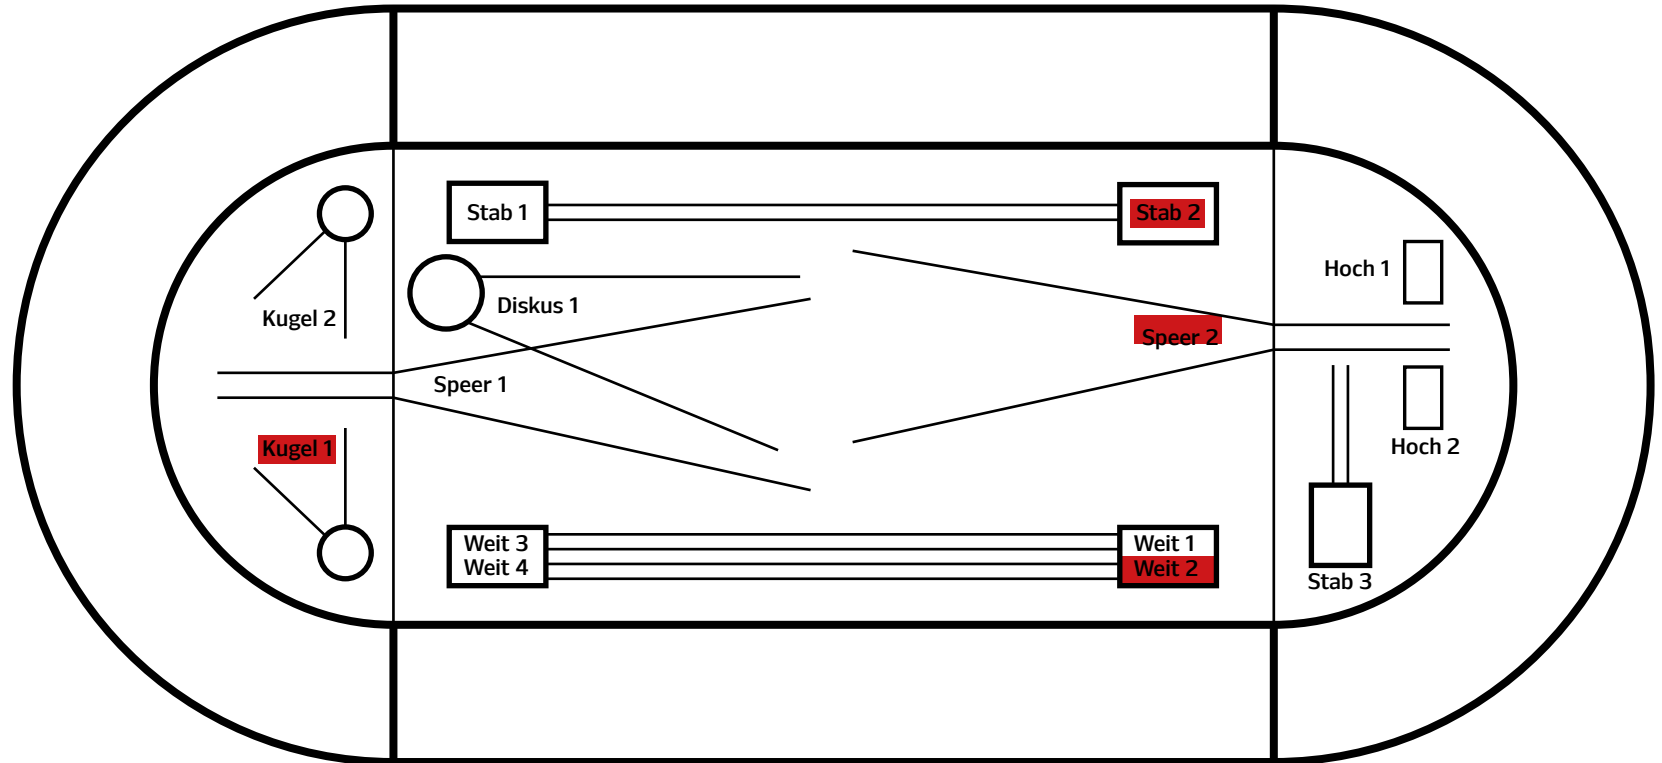 Stab 1
Stab 2
Hoch 1
Diskus 1
Kugel 2
Speer 2
Speer 1
Kugel 1
Hoch 2
Weit 3
Weit 4
Weit 1
Weit 2
Stab 3